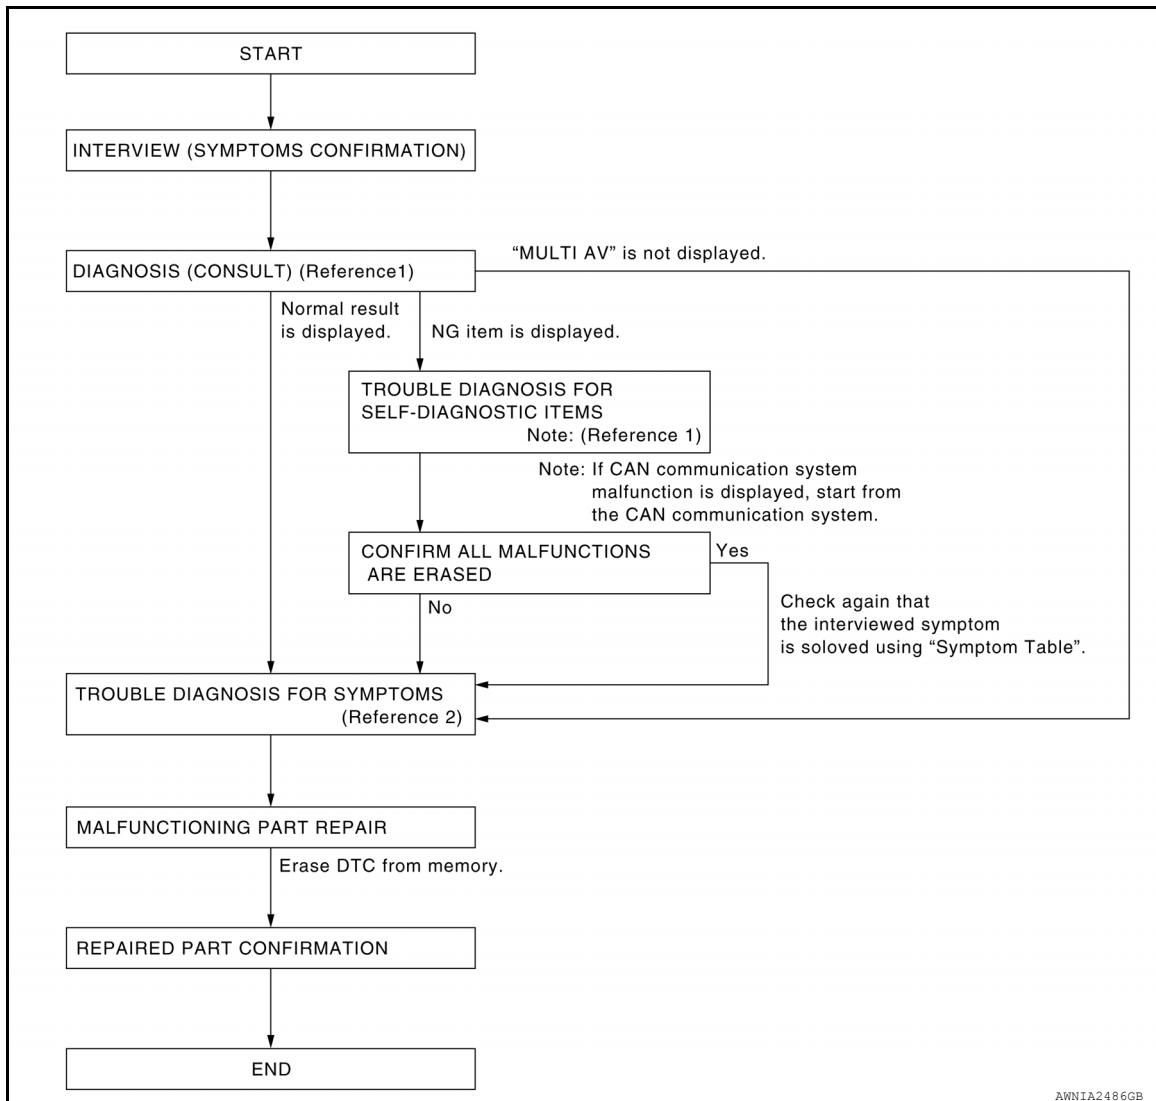 START
INTERVIEW (SYMPTOMS CONFIRMATION)
DIAGNOSIS (CONSULT) (Reference1)
“MULTI AV” is not displayed.
Normal result
is displayed.
NG item is displayed.
TROUBLE DIAGNOSIS FOR
SELF-DIAGNOSTIC ITEMS
Note: (Reference 1)
Note: If CAN communication system
malfunction is displayed, start from
the CAN communication system.
CONFIRM ALL MALFUNCTIONS
ARE ERASED
Yes
No
Check again that
the interviewed symptom
is soloved using “Symptom Table”.
TROUBLE DIAGNOSIS FOR SYMPTOMS
(Reference 2)
MALFUNCTIONING PART REPAIR
Erase DTC from memory.
REPAIRED PART CONFIRMATION
END
AWNIA2486GB